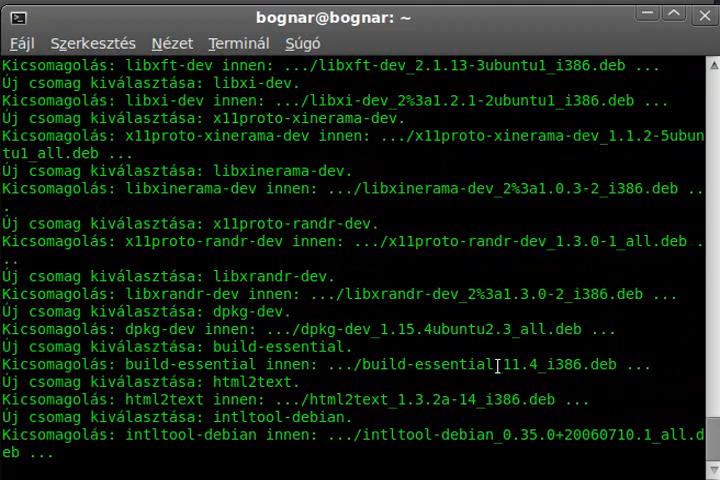 bognar@bognar: ~
Fájl Szerkesztés Nézet Terminál Súgó
Kicsomagolás: libxft-dev innen: .../libxft-dev_2.1.13-3ubuntu1_i386.deb ...
Új csomag kiválasztása: libxi-dev.
Kicsomagolás: libxi-dev innen: .../libxi-dev_2%3a1.2.1-2ubuntu1_i386.deb ...
Új csomag kiválasztása: x11proto-xinerama-dev.
Kicsomagolás: x11proto-xinerama-dev innen: .../x11proto-xinerama-dev_1.1.2-5ubun
tu1_all.deb ...
Új csomag kiválasztása: libxinerama-dev.
Kicsomagolás: libxinerama-dev innen: .../libxinerama-dev_2%3a1.0.3-2_i386.deb ..
.
Új csomag kiválasztása: x11proto-randr-dev.
Kicsomagolás: x11proto-randr-dev innen: .../x11proto-randr-dev_1.3.0-1_all.deb .
..
Új csomag kiválasztása: libxrandr-dev.
Kicsomagolás: libxrandr-dev innen: .../libxrandr-dev_2%3a1.3.0-2_i386.deb ...
Új csomag kiválasztása: dpkg-dev.
Kicsomagolás: dpkg-dev innen: .../dpkg-dev_1.15.4ubuntu2.3_all.deb ...
Új csomag kiválasztása: build-essential.
Kicsomagolás: build-essential innen: .../build-essential_11.4_i386.deb ...
Új csomag kiválasztása: html2text.
Kicsomagolás: html2text innen: .../html2text_1.3.2a-14_i386.deb ...
Új csomag kiválasztása: intltool-debian.
Kicsomagolás: intltool-debian innen: .../intltool-debian_0.35.0+20060710.1_all.d
eb ...